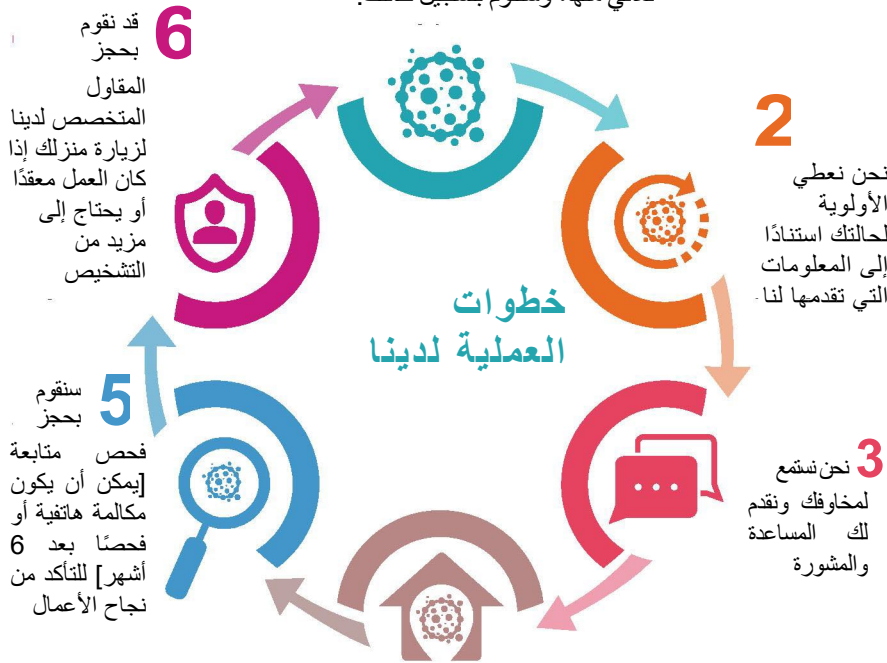 منها، وسنقوم بتسجيل
2
نحن نعطي
الأولوية
لحالتك استنادًا
إلى المعلومات
التي تقدمها لنا
6 قد نقوم
بحجز
المقاول
المتخصص لدينا
لزيارة منزلك إذا
كان العمل معقدًا
أو يحتاج إلى
مزيد من
التشخيص
خطوات
العملية لدينا
3 نحن نستمع
لمخاوفك ونقدم
لك المساعدة
والمشورة
5 سنقوم
بحجز
فحص متابعة
[يمكن أن يكون
مكالمة هاتفية أو
فحصًا بعد 6
أشهر] للتأكد من
نجاح الأعمال